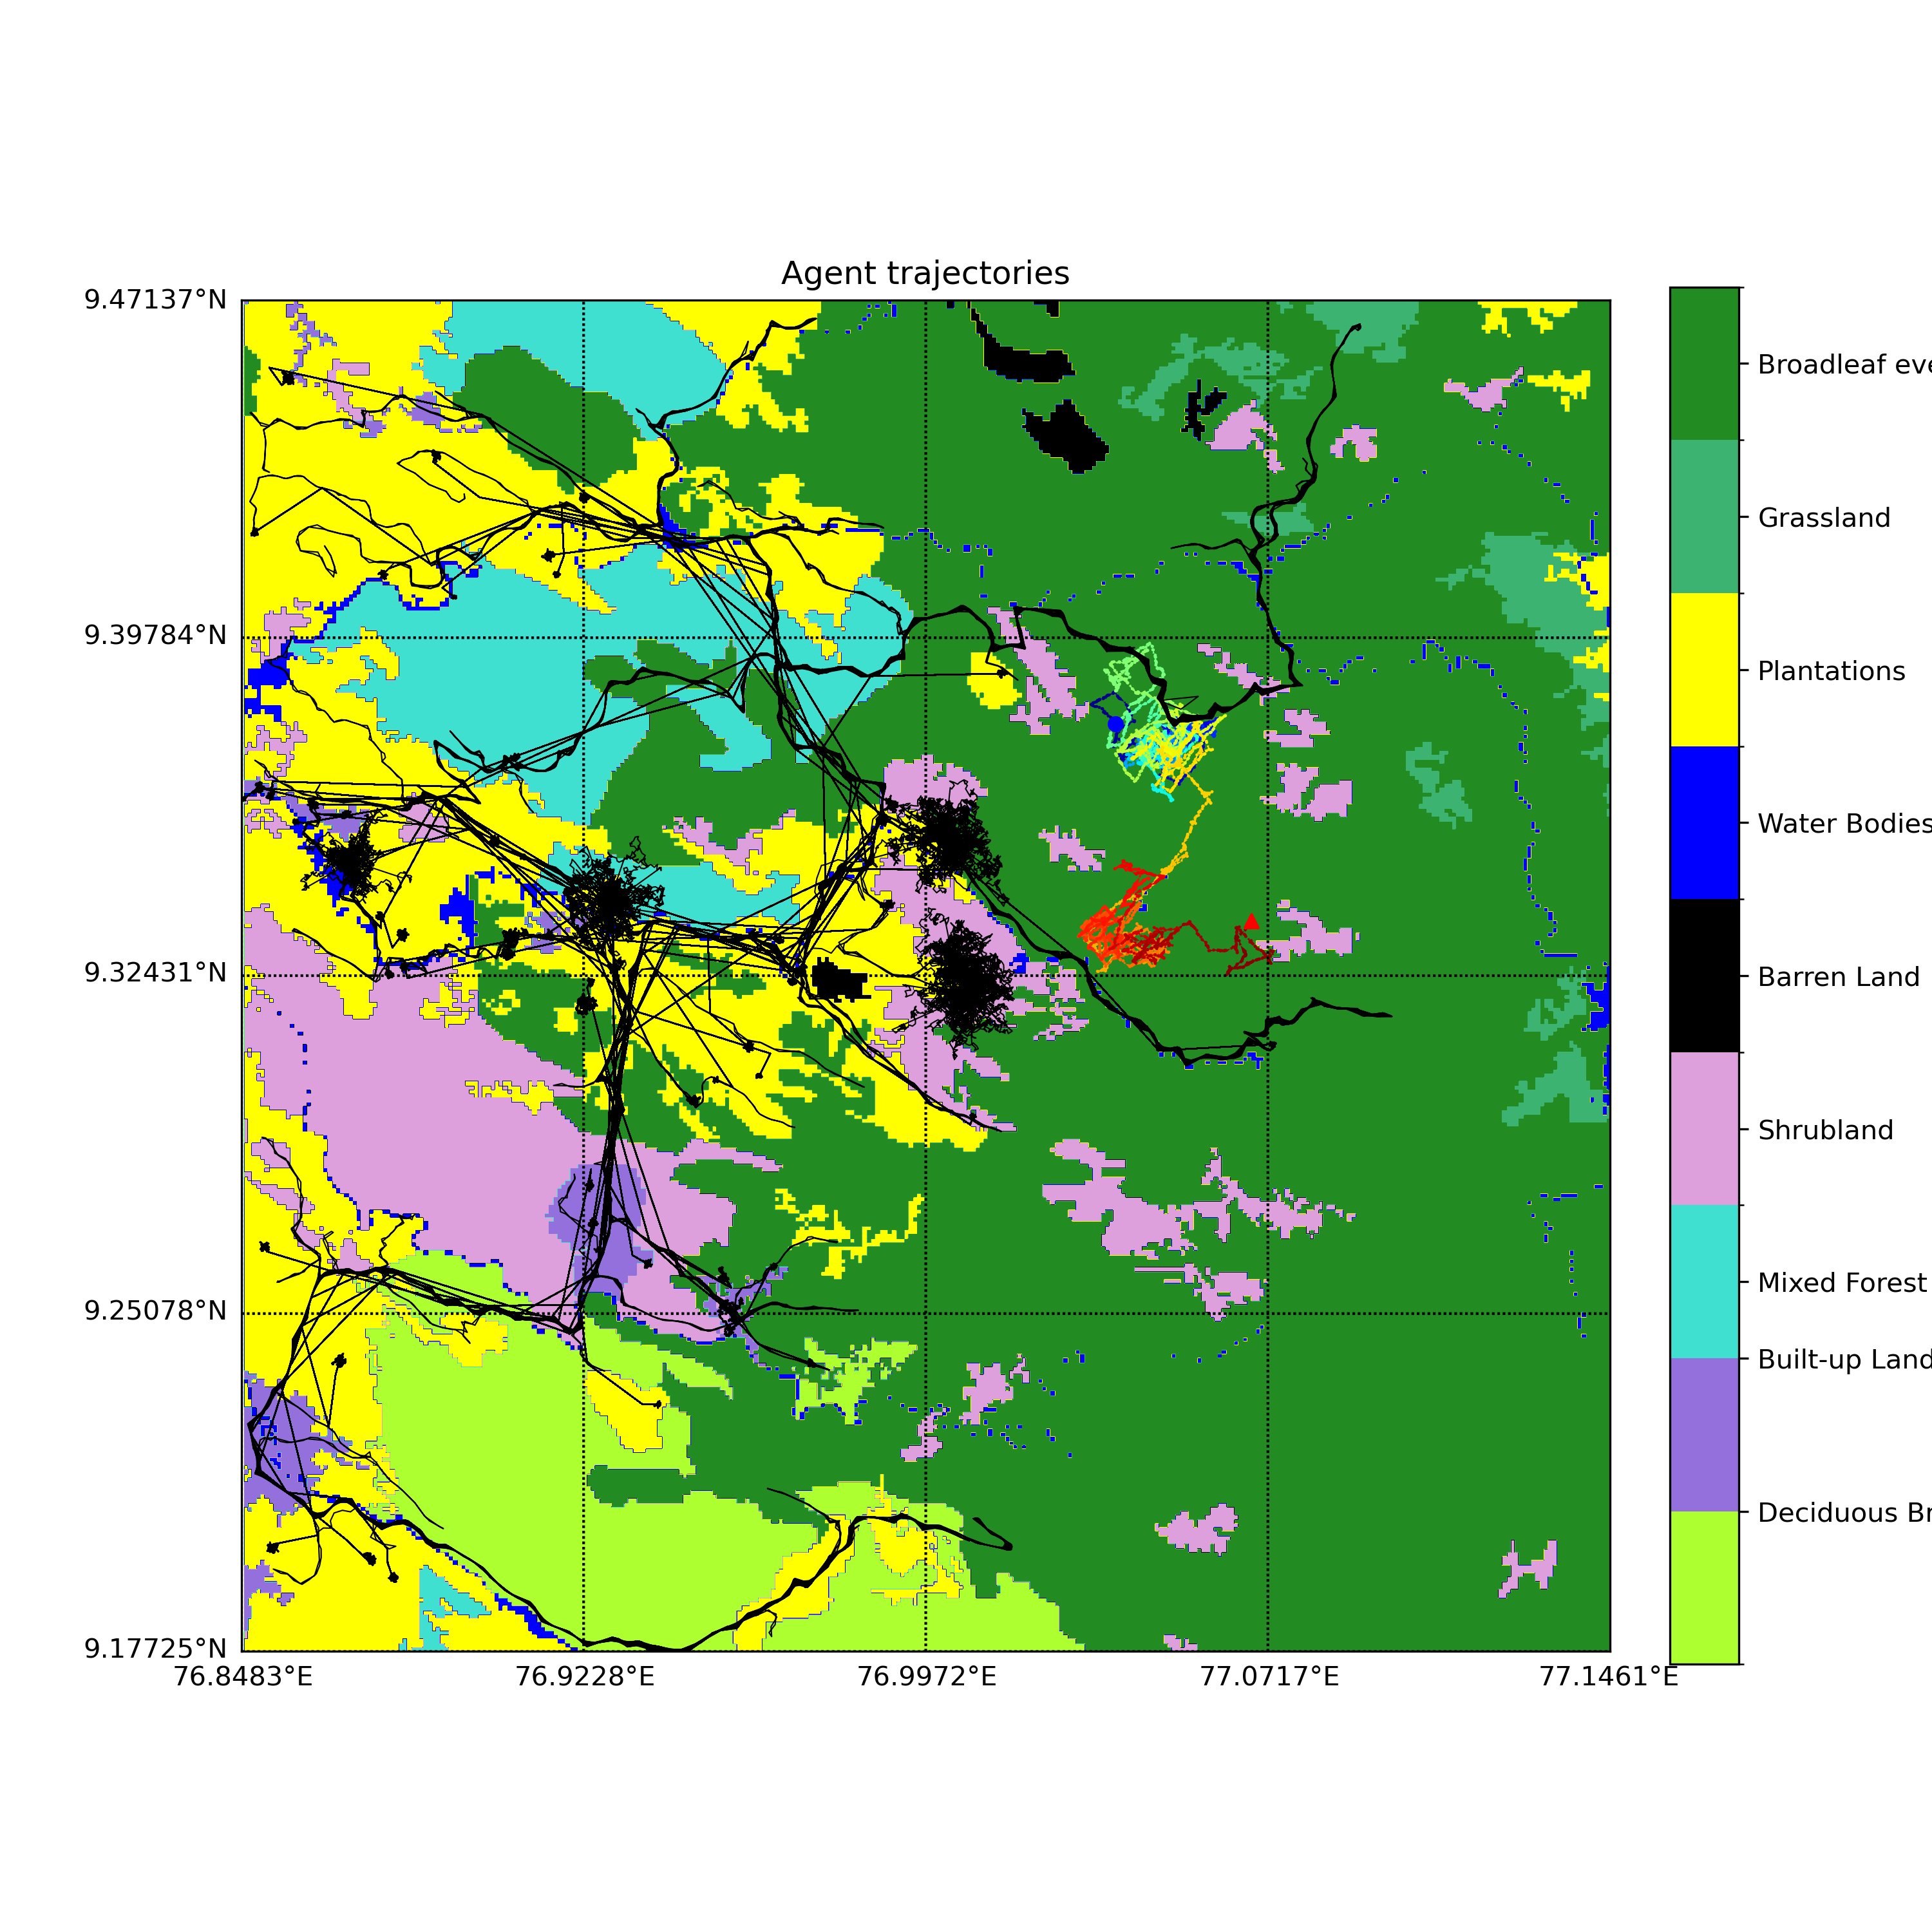 Agent trajectories
9.47137°N
9.39784°N
9.32431°N
9.25078°N
9.17725°N
76.8483°E
76.9228°E
76.9972°E
77.0717°E
77.1461°E
Broadleaf eve
Grassland
Plantations
Water Bodies
Barren Land
Shrubland
Mixed Forest
Built-up Land
Deciduous Br